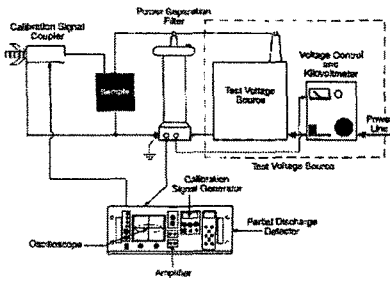 Calibration Signal
Coupler
Power Separation
Filter
Sample
Test Voltage
Source
Voltage Control
and
Kilovoltmeter
Power
Line
Test Voltage Source
Calibration
Signal Generator
Partial Discharge
Detector
Oscilloscope
Amplifier